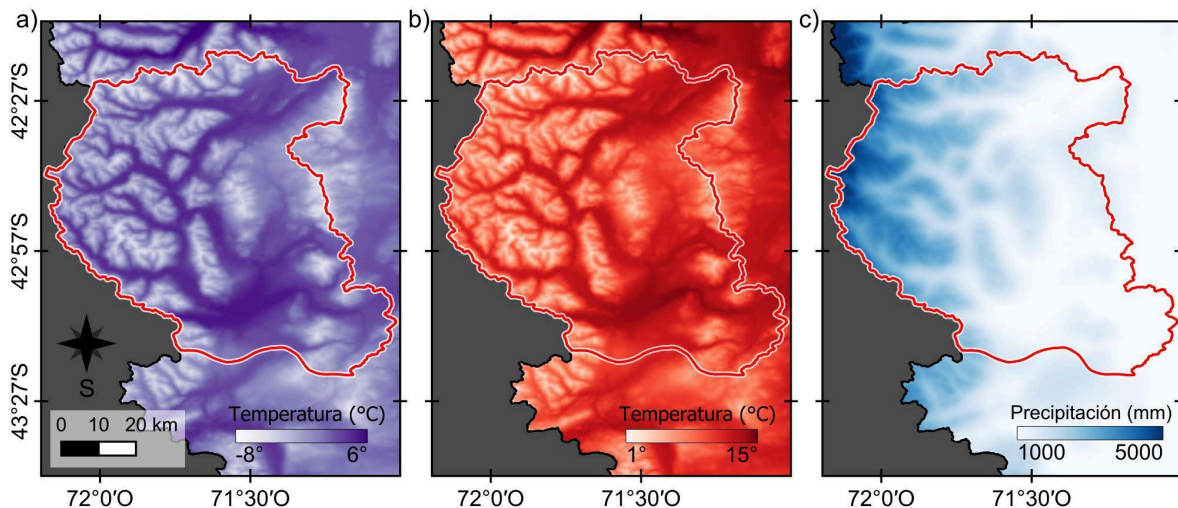 a)
b)
c)
42°27'S
42°57'S
43°27'S
S
0 10 20 km
Temperatura (°C)
-8° 6°
Temperatura (°C)
1° 15°
Precipitación (mm)
1000 5000
72°0'O 71°30'O
72°0'O 71°30'O
72°0'O 71°30'O